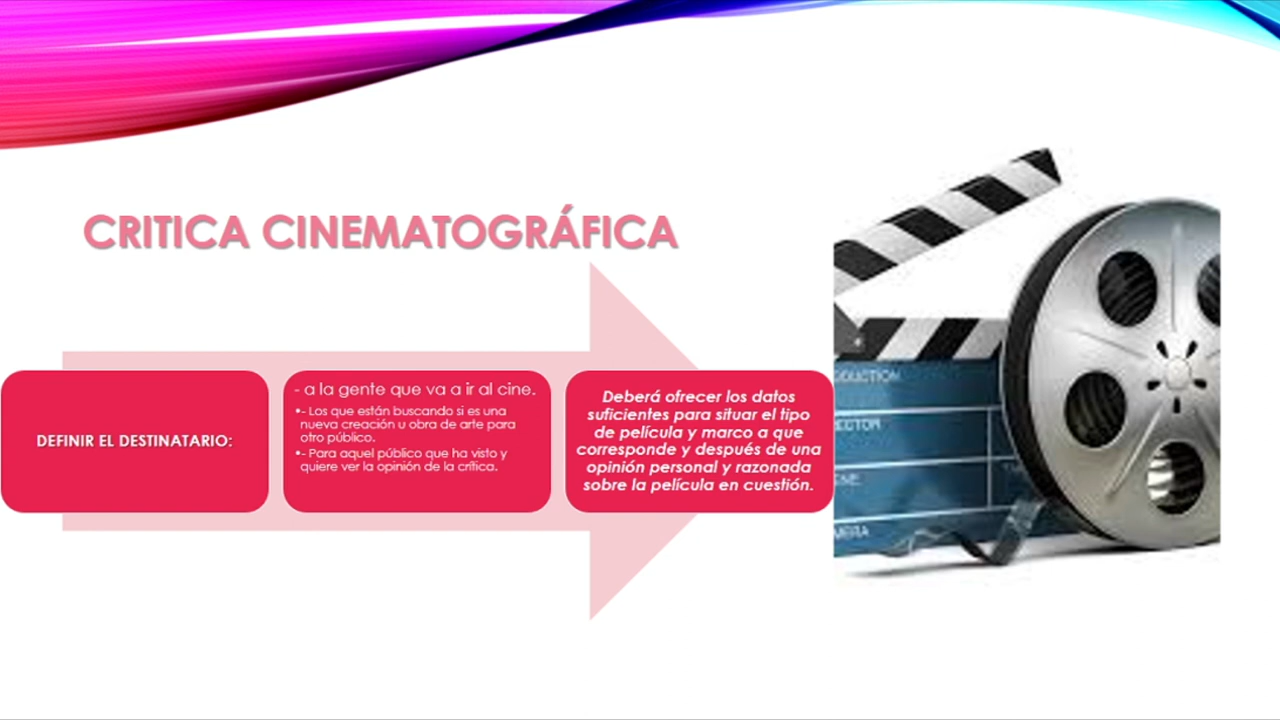 CRITICA CINEMATOGRÁFICA
DEFINIR EL DESTINATARIO:
- a la gente que va a ir al cine.
•- Los que están buscando si es una
nueva creación u obra de arte para
otro público.
•- Para aquel público que ha visto y
quiere ver la opinión de la crítica.
Deberá ofrecer los datos
suficientes para situar el tipo
de película y marco a que
corresponde y después de una
opinión personal y razonada
sobre la película en cuestión.